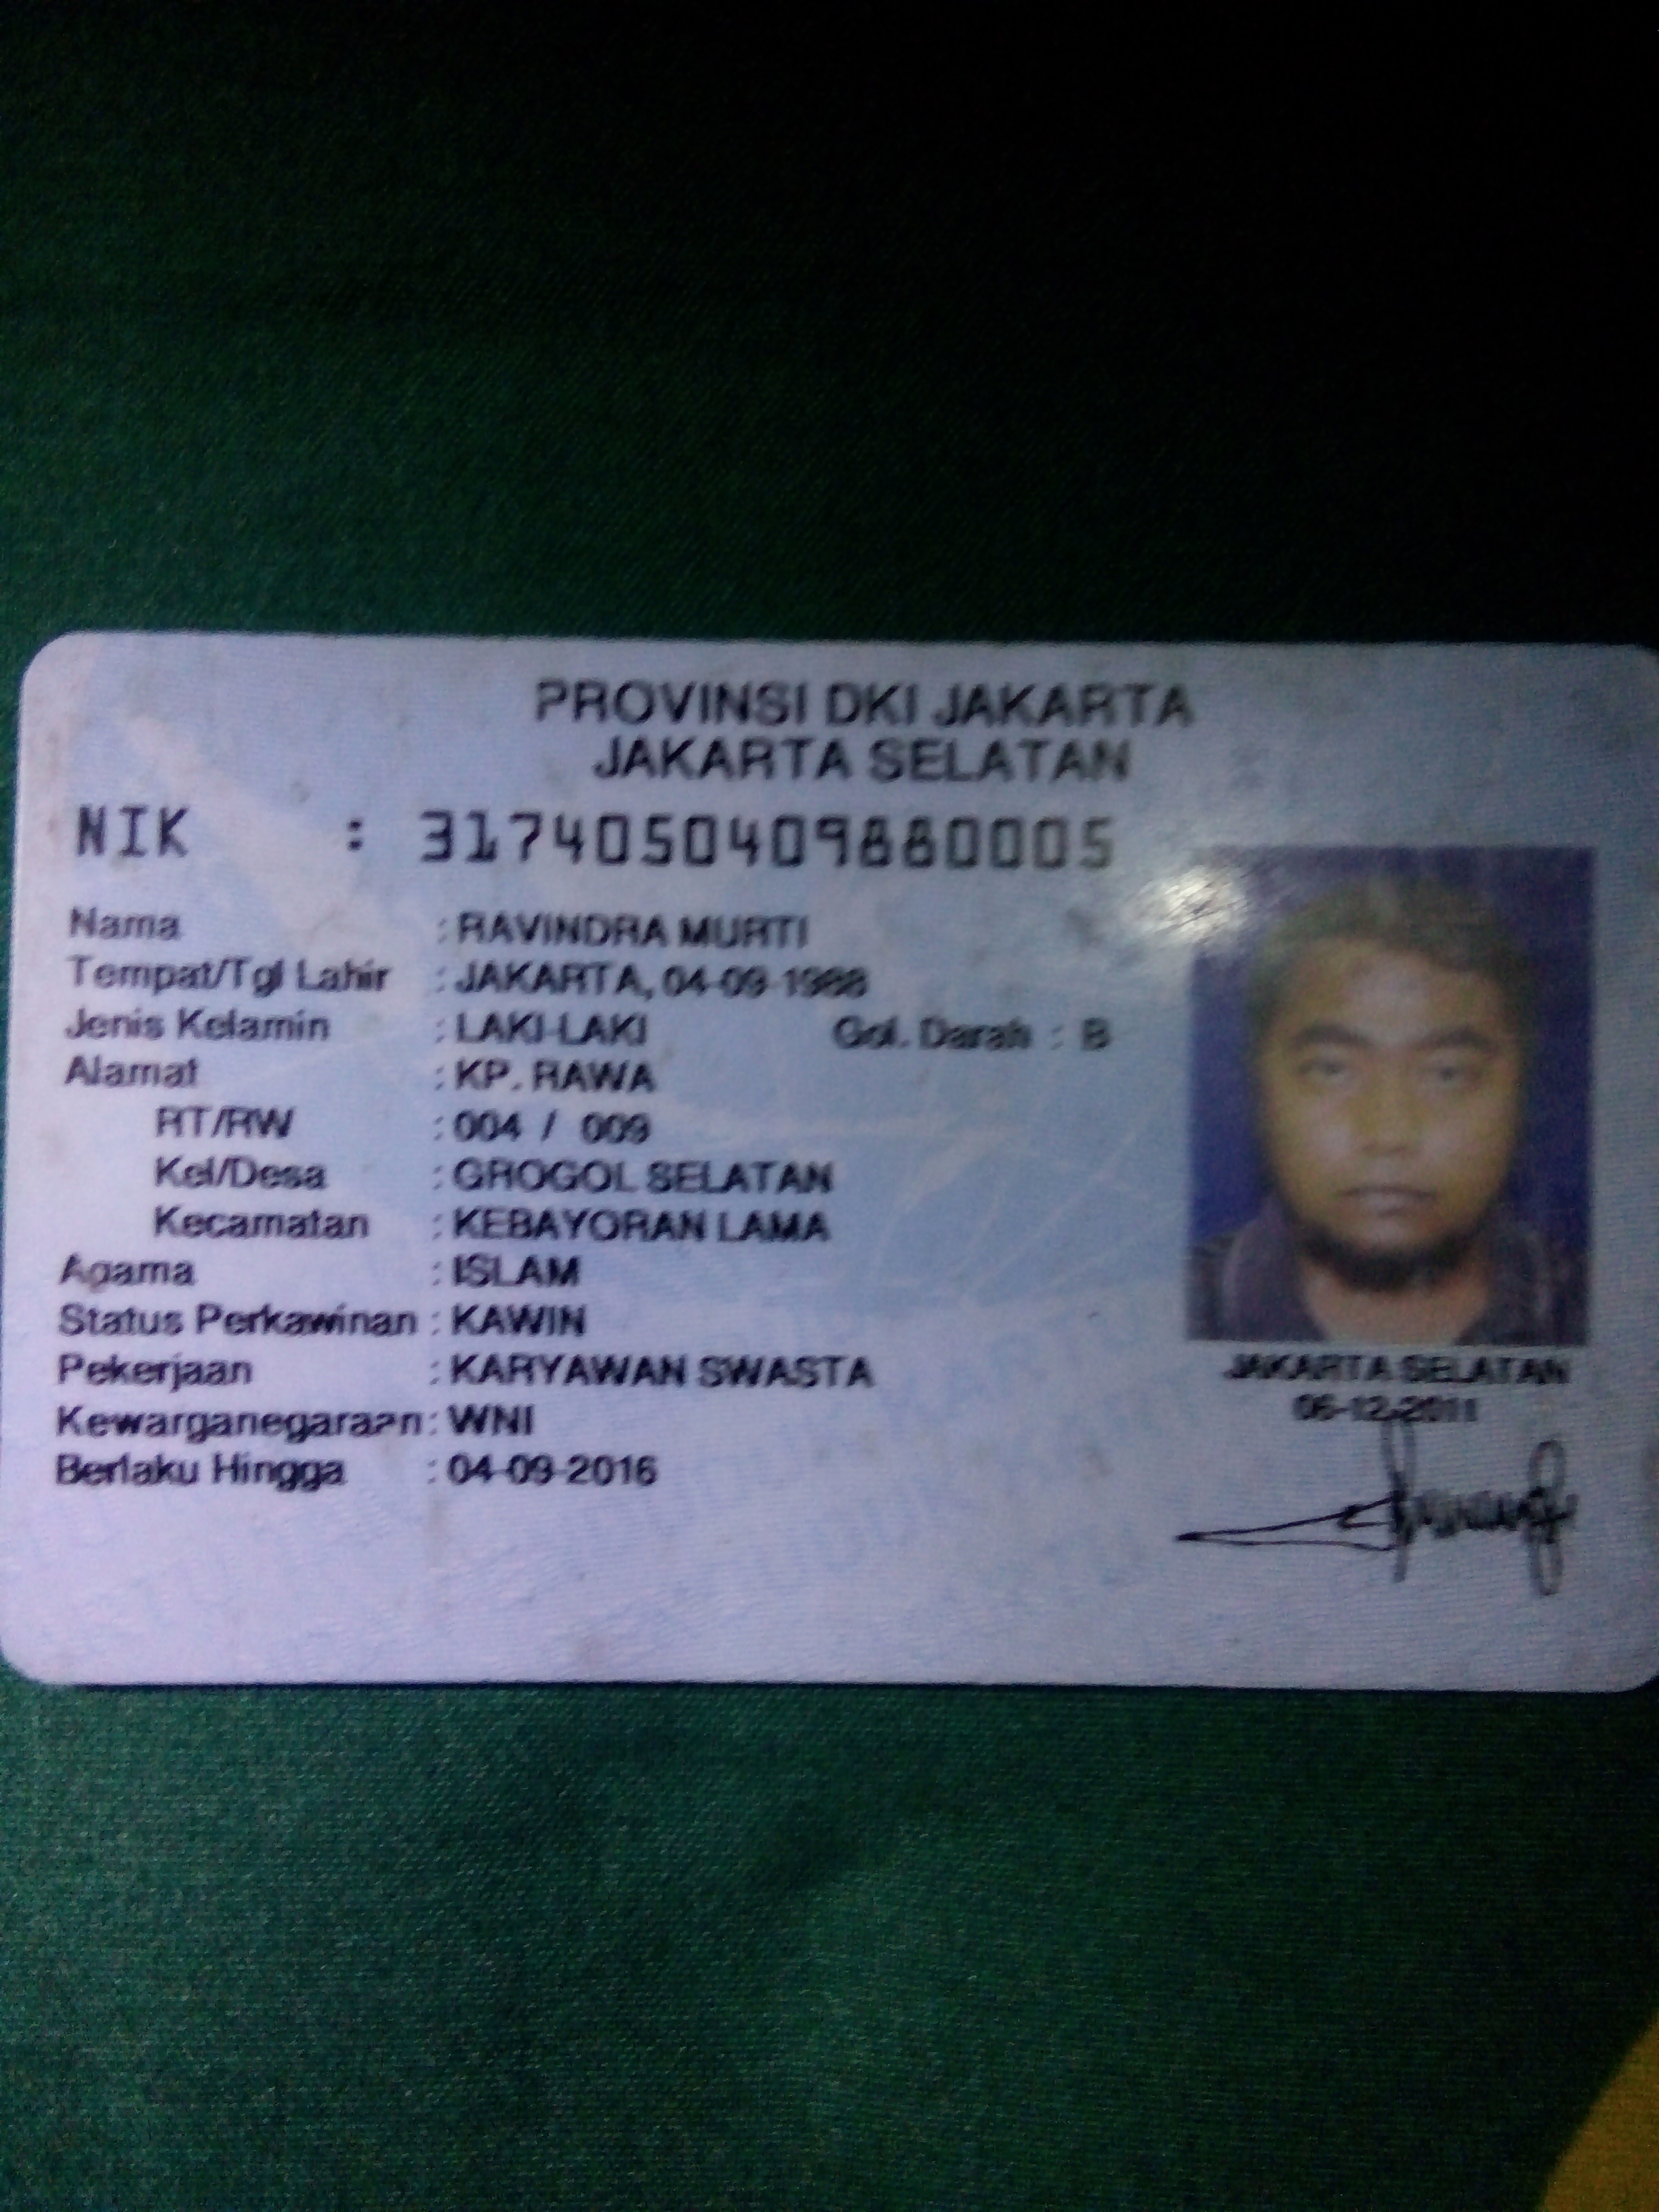 PROVINSI DKI JAKARTA
JAKARTA SELATAN
NIK : 3174050409880005
Nama : RAVINDRA MURTI
Tempat/Tgl Lahir : JAKARTA, 04-09-1988
Jenis Kelamin : LAKI-LAKI Gol. Darah : B
Alamat : KP. RAWA
RT/RW : 004 / 009
Kel/Desa : GROGOL SELATAN
Kecamatan : KEBAYORAN LAMA
Agama : ISLAM
Status Perkawinan : KAWIN
Pekerjaan : KARYAWAN SWASTA
Kewarganegaraan : WNI
Berlaku Hingga : 04-09-2016
JAKARTA SELATAN
06-12-2011